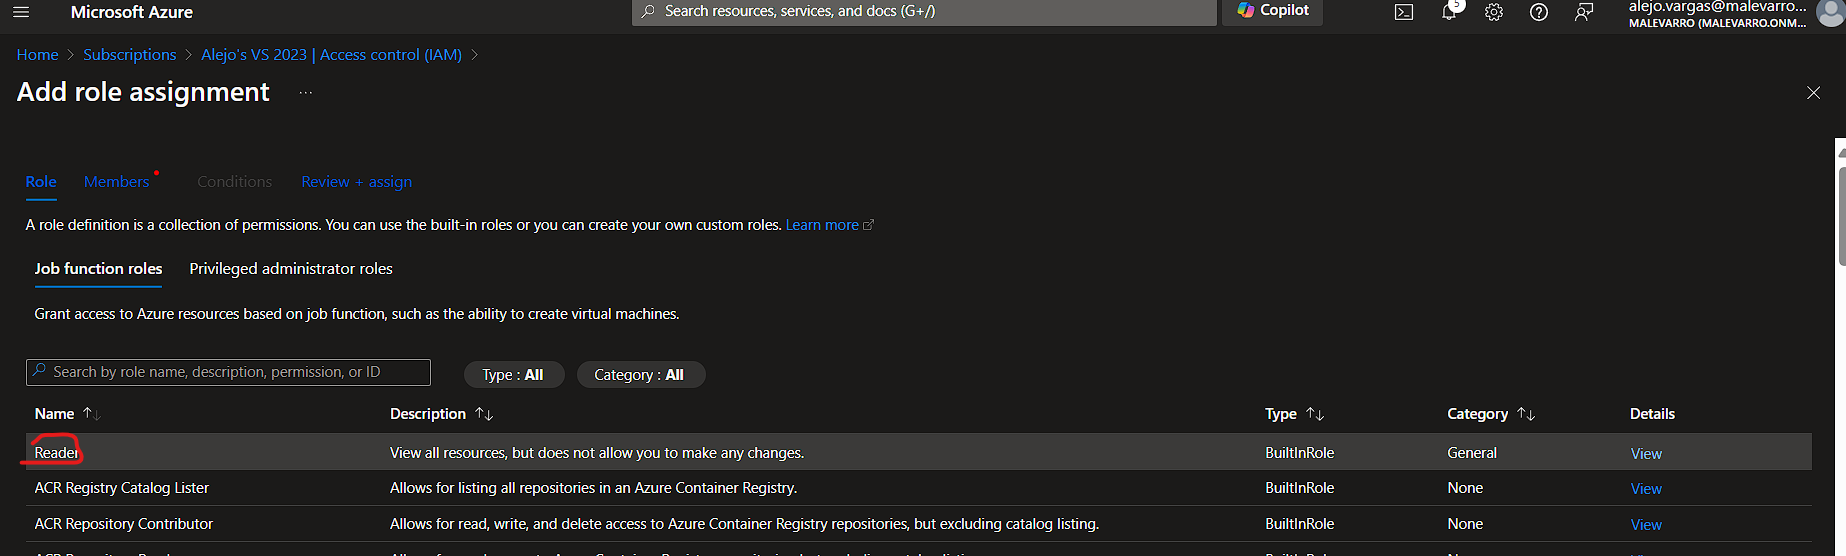 Microsoft Azure
Search resources, services, and docs (G+/)
Copilot
5
alejo.vargas@malevarro...
MALEVARRO (MALEVARRO.ONM...
Home > Subscriptions > Alejo's VS 2023 | Access control (IAM) >
Add role assignment ...
Role Members Conditions Review + assign
A role definition is a collection of permissions. You can use the built-in roles or you can create your own custom roles. Learn more
Job function roles Privileged administrator roles
Grant access to Azure resources based on job function, such as the ability to create virtual machines.
Search by role name, description, permission, or ID
Type : All
Category : All
Name Description Type Category Details
Reader View all resources, but does not allow you to make any changes. BuiltInRole General View
ACR Registry Catalog Lister Allows for listing all repositories in an Azure Container Registry. BuiltInRole None View
ACR Repository Contributor Allows for read, write, and delete access to Azure Container Registry repositories, but excluding catalog listing. BuiltInRole None View